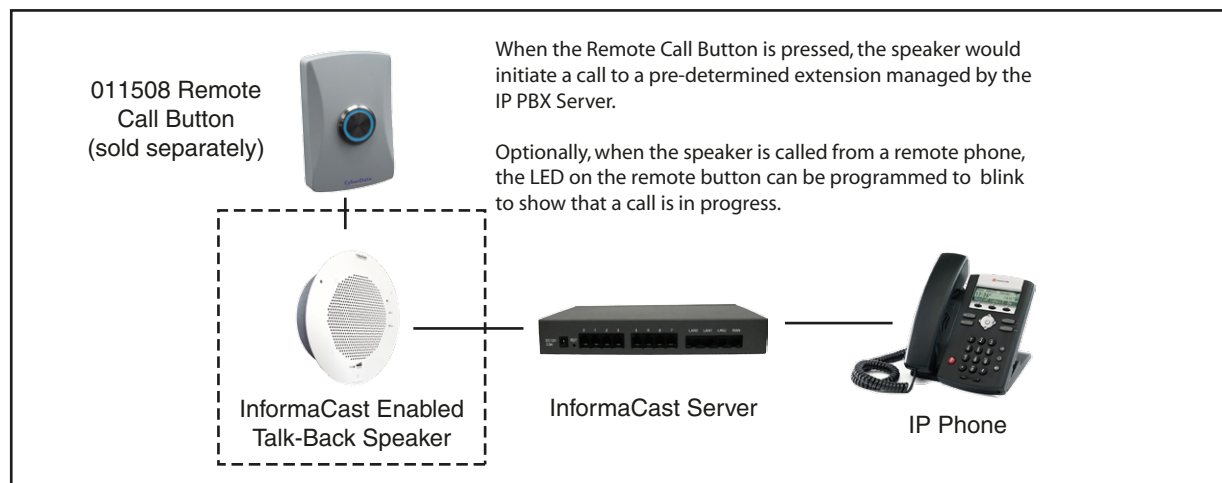 When the Remote Call Button is pressed, the speaker would
initiate a call to a pre-determined extension managed by the
IP PBX Server.
Optionally, when the speaker is called from a remote phone,
the LED on the remote button can be programmed to blink
to show that a call is in progress.
011508 Remote
Call Button
(sold separately)
CyberData
InformaCast Enabled
Talk-Back Speaker
InformaCast Server
IP Phone